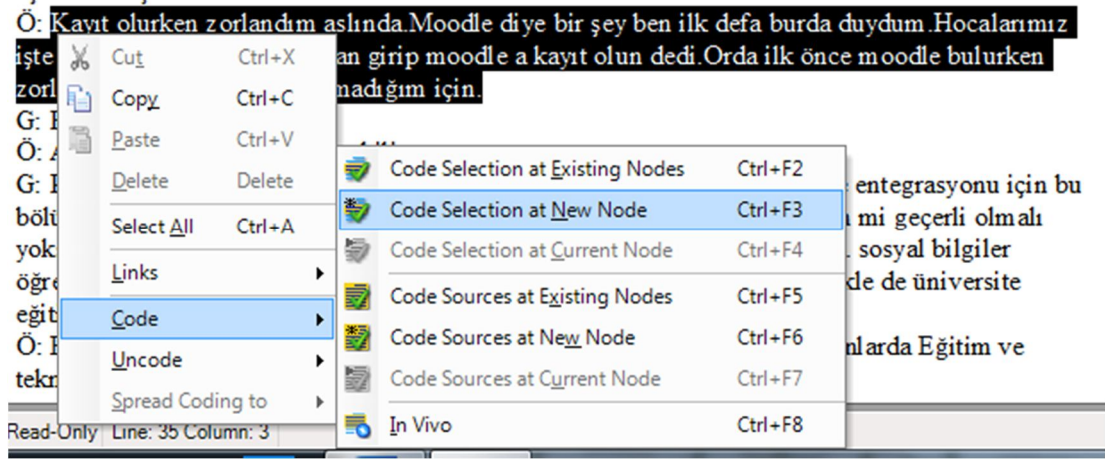 Ö: Kayıt olurken zorlandım aslında.Moodle diye bir şey ben ilk defa burda duydum.Hocalarımız
işte an girip moodle a kayıt olun dedi.Orda ilk önce moodle bulurken
zorl madığım için.
G:
Ö:
G: entegrasyonu için bu
bölü mi geçerli olmalı
yok sosyal bilgiler
öğre de üniversite
eğit
Ö: nlarda Eğitim ve
tekn
Cut Ctrl+X
Copy Ctrl+C
Paste Ctrl+V
Delete Delete
Select All Ctrl+A
Links
Code
Uncode
Spread Coding to
Code Selection at Existing Nodes Ctrl+F2
Code Selection at New Node Ctrl+F3
Code Selection at Current Node Ctrl+F4
Code Sources at Existing Nodes Ctrl+F5
Code Sources at New Node Ctrl+F6
Code Sources at Current Node Ctrl+F7
In Vivo Ctrl+F8
Read-Only Line: 35 Column: 3